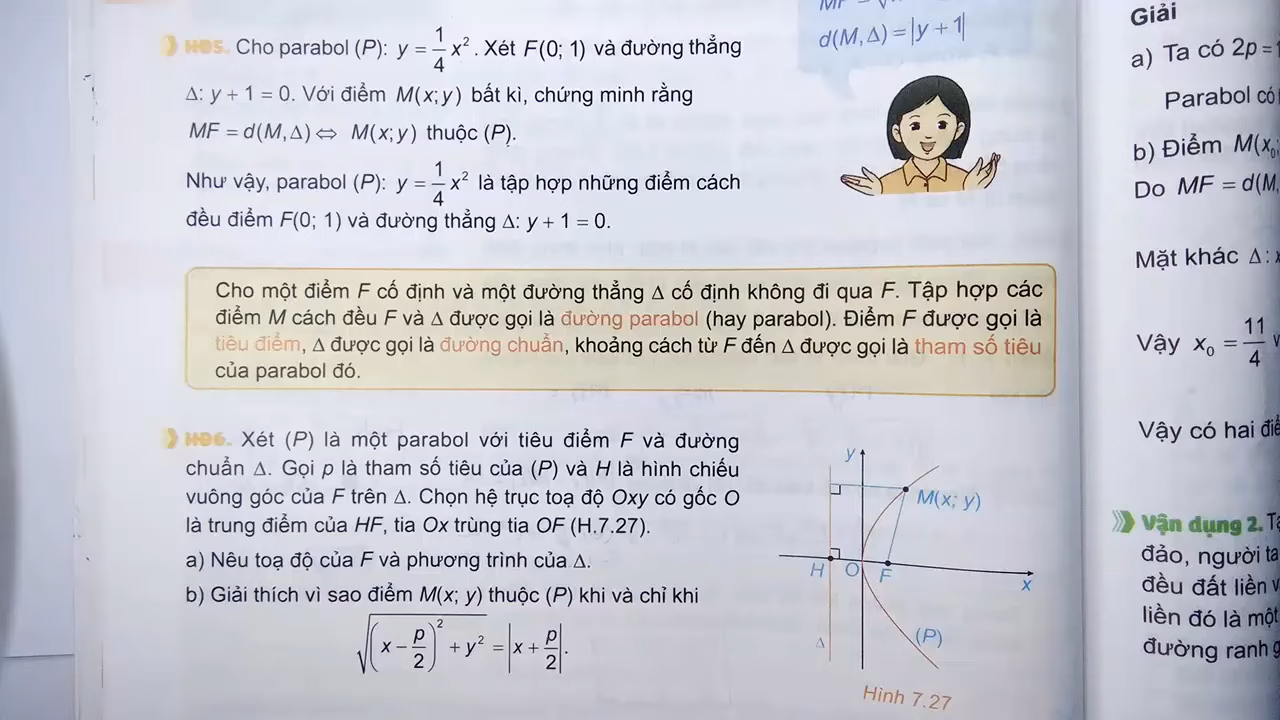 HĐ5. Cho parabol (P): y = 1/4 x². Xét F(0; 1) và đường thẳng
Δ: y + 1 = 0. Với điểm M(x; y) bất kì, chứng minh rằng
MF = d(M, Δ) ⇔ M(x; y) thuộc (P).
Như vậy, parabol (P): y = 1/4 x² là tập hợp những điểm cách
đều điểm F(0; 1) và đường thẳng Δ: y + 1 = 0.
d(M, Δ) = |y + 1|
Cho một điểm F cố định và một đường thẳng Δ cố định không đi qua F. Tập hợp các
điểm M cách đều F và Δ được gọi là đường parabol (hay parabol). Điểm F được gọi là
tiêu điểm, Δ được gọi là đường chuẩn, khoảng cách từ F đến Δ được gọi là tham số tiêu
của parabol đó.
HĐ6. Xét (P) là một parabol với tiêu điểm F và đường
chuẩn Δ. Gọi p là tham số tiêu của (P) và H là hình chiếu
vuông góc của F trên Δ. Chọn hệ trục toạ độ Oxy có gốc O
là trung điểm của HF, tia Ox trùng tia OF (H.7.27).
a) Nêu toạ độ của F và phương trình của Δ.
b) Giải thích vì sao điểm M(x; y) thuộc (P) khi và chỉ khi
√((x − p/2)² + y²) = |x + p/2|.
y
M(x; y)
H O F
x
Δ
(P)
Hình 7.27
Giải
a) Ta có 2p =
Parabol có
b) Điểm M(x₀;
Do MF = d(M,
Mặt khác Δ:
Vậy x₀ = 11/4
Vậy có hai
Vận dụng 2.
đảo, người ta
đều đất liền
liền đó là một
đường ranh